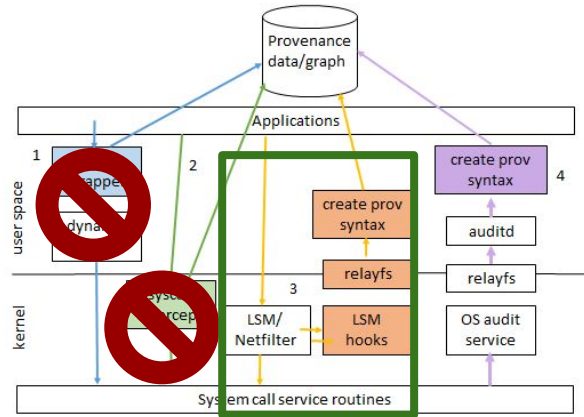 Provenance
data/graph
Applications
1
2
create prov
syntax
4
user space
create prov
syntax
auditd
relayfs
relayfs
kernel
3
LSM/
Netfilter
LSM
hooks
OS audit
service
System call service routines